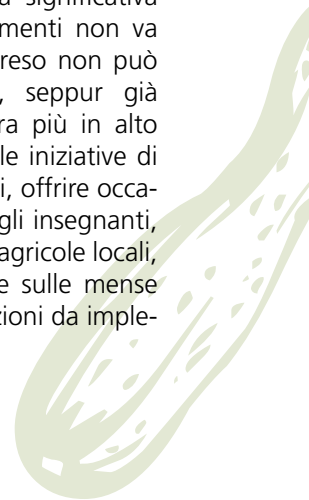 significativa
menti non va
reso non può
, seppur già
ra più in alto
le iniziative di
i, offrire occa-
gli insegnanti,
agricole locali,
e sulle mense
zioni da imple-